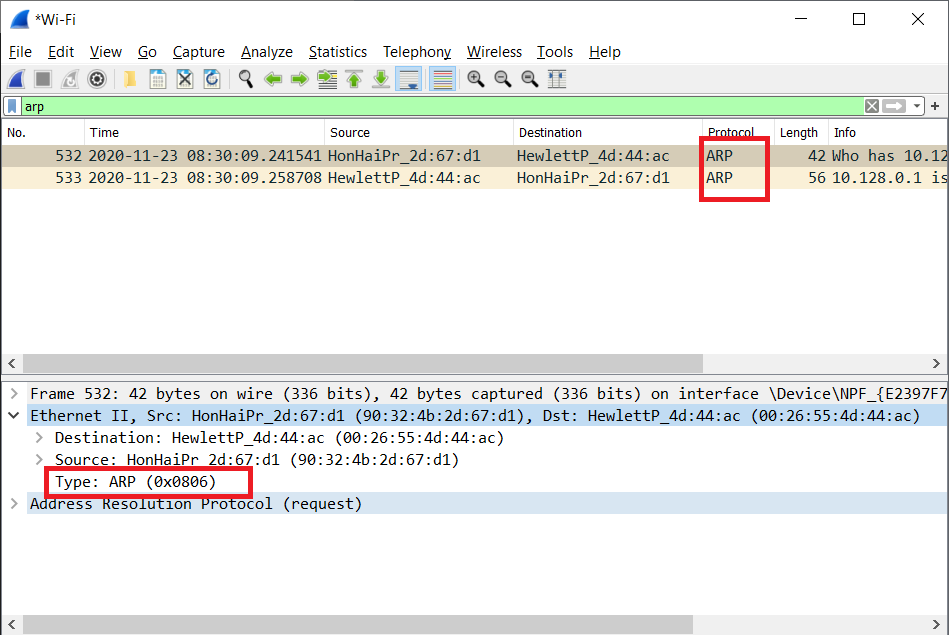 *Wi-Fi
File Edit View Go Capture Analyze Statistics Telephony Wireless Tools Help
arp
No. Time Source Destination Protocol Length Info
532 2020-11-23 08:30:09.241541 HonHaiPr_2d:67:d1 HewlettP_4d:44:ac ARP 42 Who has 10.12
533 2020-11-23 08:30:09.258708 HewlettP_4d:44:ac HonHaiPr_2d:67:d1 ARP 56 10.128.0.1 is
Frame 532: 42 bytes on wire (336 bits), 42 bytes captured (336 bits) on interface \Device\NPF_{E2397F7
Ethernet II, Src: HonHaiPr_2d:67:d1 (90:32:4b:2d:67:d1), Dst: HewlettP_4d:44:ac (00:26:55:4d:44:ac)
Destination: HewlettP_4d:44:ac (00:26:55:4d:44:ac)
Source: HonHaiPr_2d:67:d1 (90:32:4b:2d:67:d1)
Type: ARP (0x0806)
Address Resolution Protocol (request)